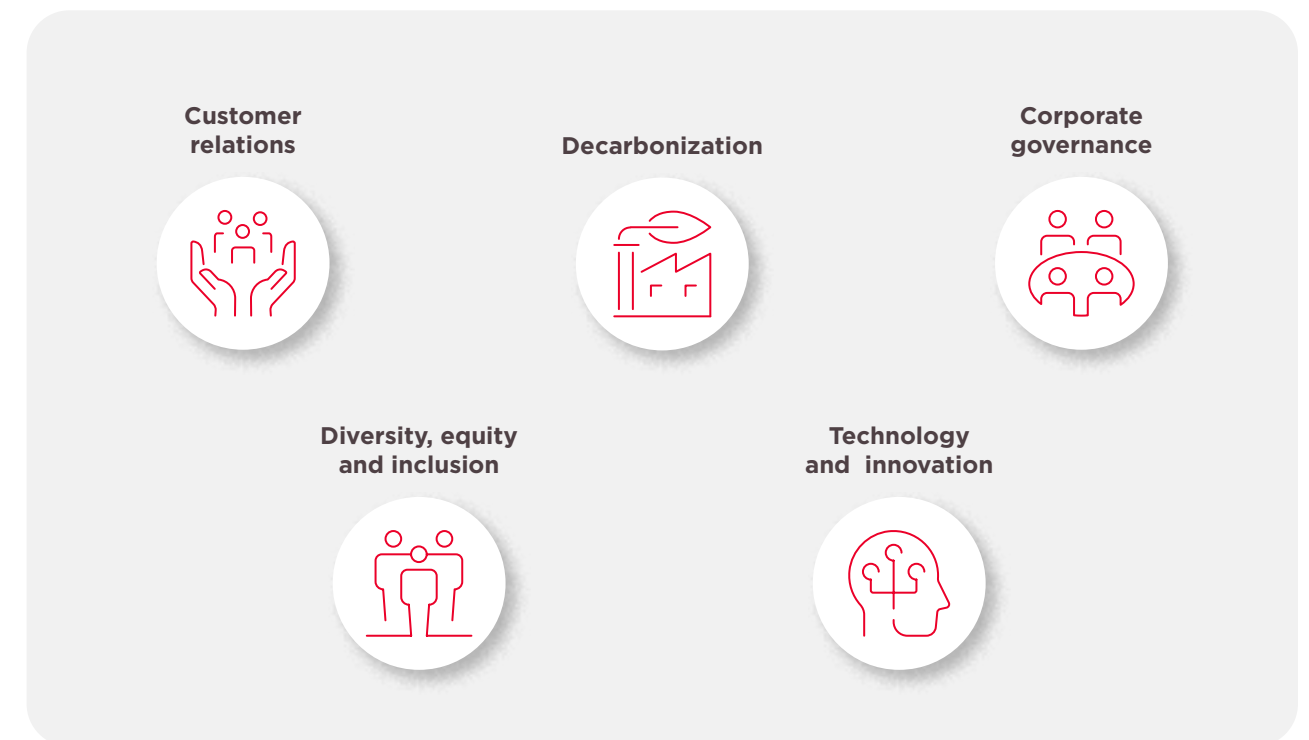 Customer
relations
Decarbonization
Corporate
governance
Diversity, equity
and inclusion
Technology
and  innovation